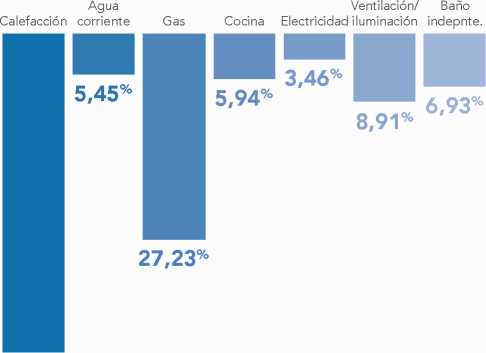 Calefacción
Agua
corriente
Gas
Cocina
Electricidad
Ventilación/
iluminación
Baño
indepnte.
5,45%
27,23%
5,94%
3,46%
8,91%
6,93%